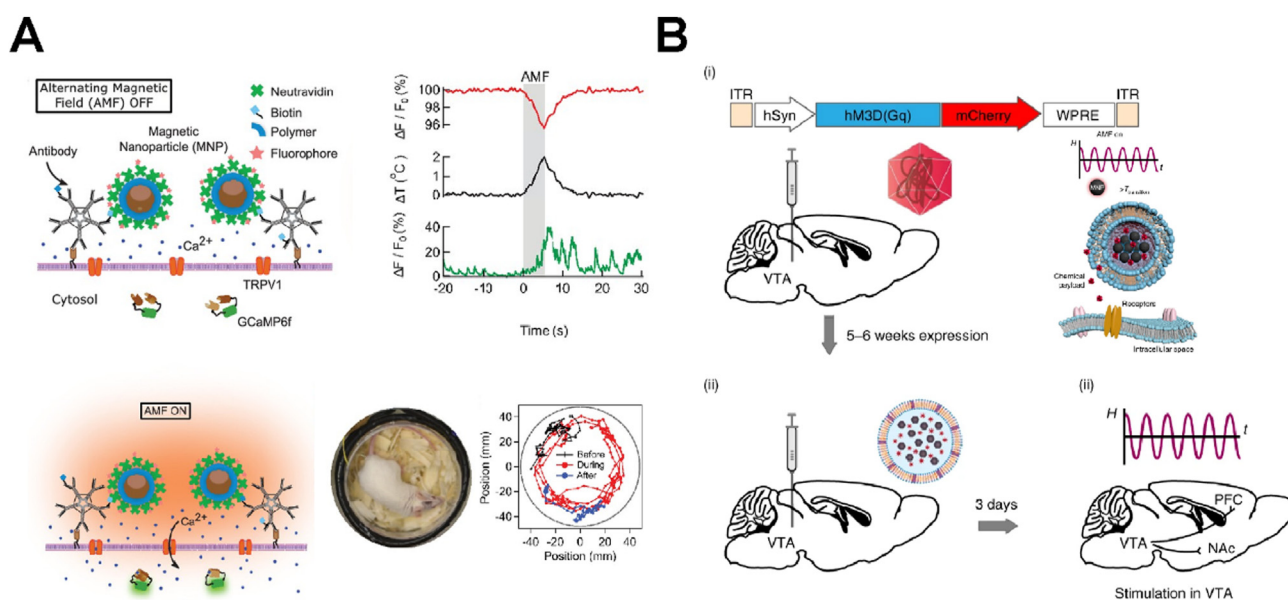 A
Alternating Magnetic
Field (AMF) OFF
Neutravidin
Biotin
Polymer
Fluorophore
Magnetic
Nanoparticle (MNP)
Antibody
Ca2+
TRPV1
Cytosol
GCaMP6f
AMF
ΔF / F0 (%)
100
98
96
ΔT (°C)
2
1
0
ΔF / F0 (%)
40
20
0
-20
-10
0
10
20
30
Time (s)
AMF ON
Ca2+
Position (mm)
40
20
0
-20
-40
Before
During
After
-40
-20
0
20
40
Position (mm)
B
(i)
ITR
hSyn
hM3D(Gq)
mCherry
WPRE
ITR
AMF on
H
t
MNP
>Ttransition
Chemical
payload
Receptors
Intracellular space
VTA
5–6 weeks expression
(ii)
VTA
3 days
(ii)
H
t
PFC
VTA
NAc
Stimulation in VTA